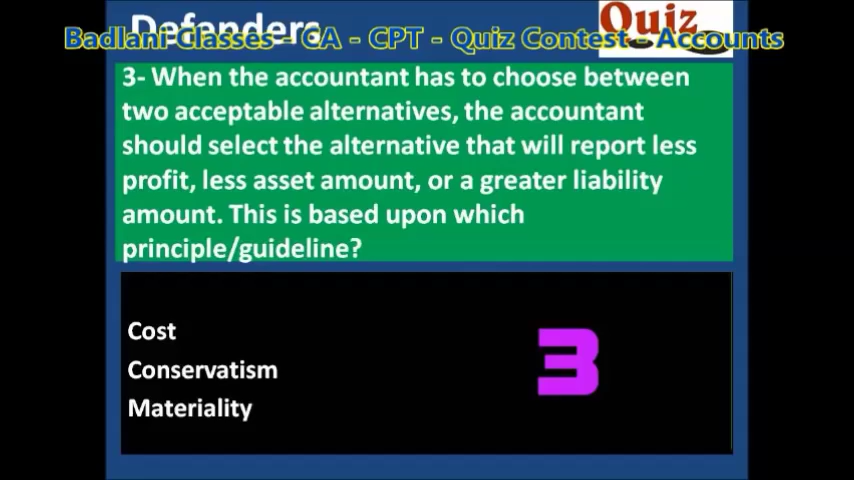 Defenders
Quiz
Badlani Classes - CA - CPT - Quiz Contest - Accounts
3- When the accountant has to choose between
two acceptable alternatives, the accountant
should select the alternative that will report less
profit, less asset amount, or a greater liability
amount. This is based upon which
principle/guideline?
Cost
Conservatism
Materiality
3